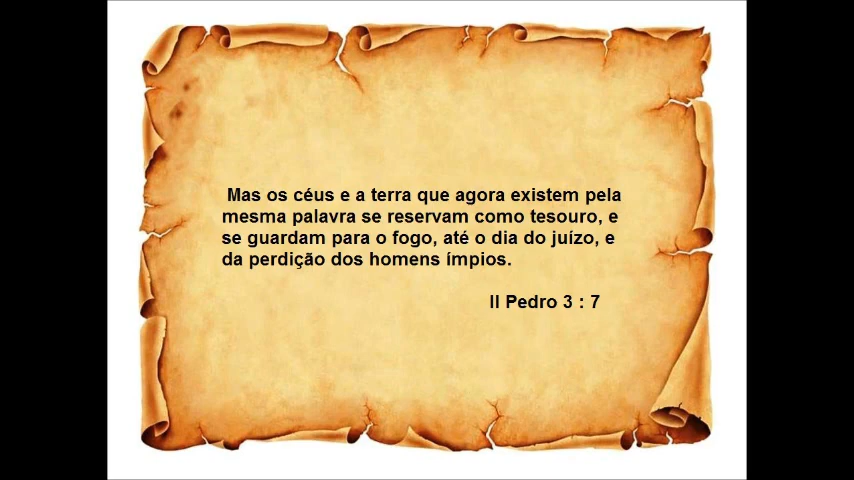 Mas os céus e a terra que agora existem pela
mesma palavra se reservam como tesouro, e
se guardam para o fogo, até o dia do juízo, e
da perdição dos homens ímpios.
II Pedro 3 : 7